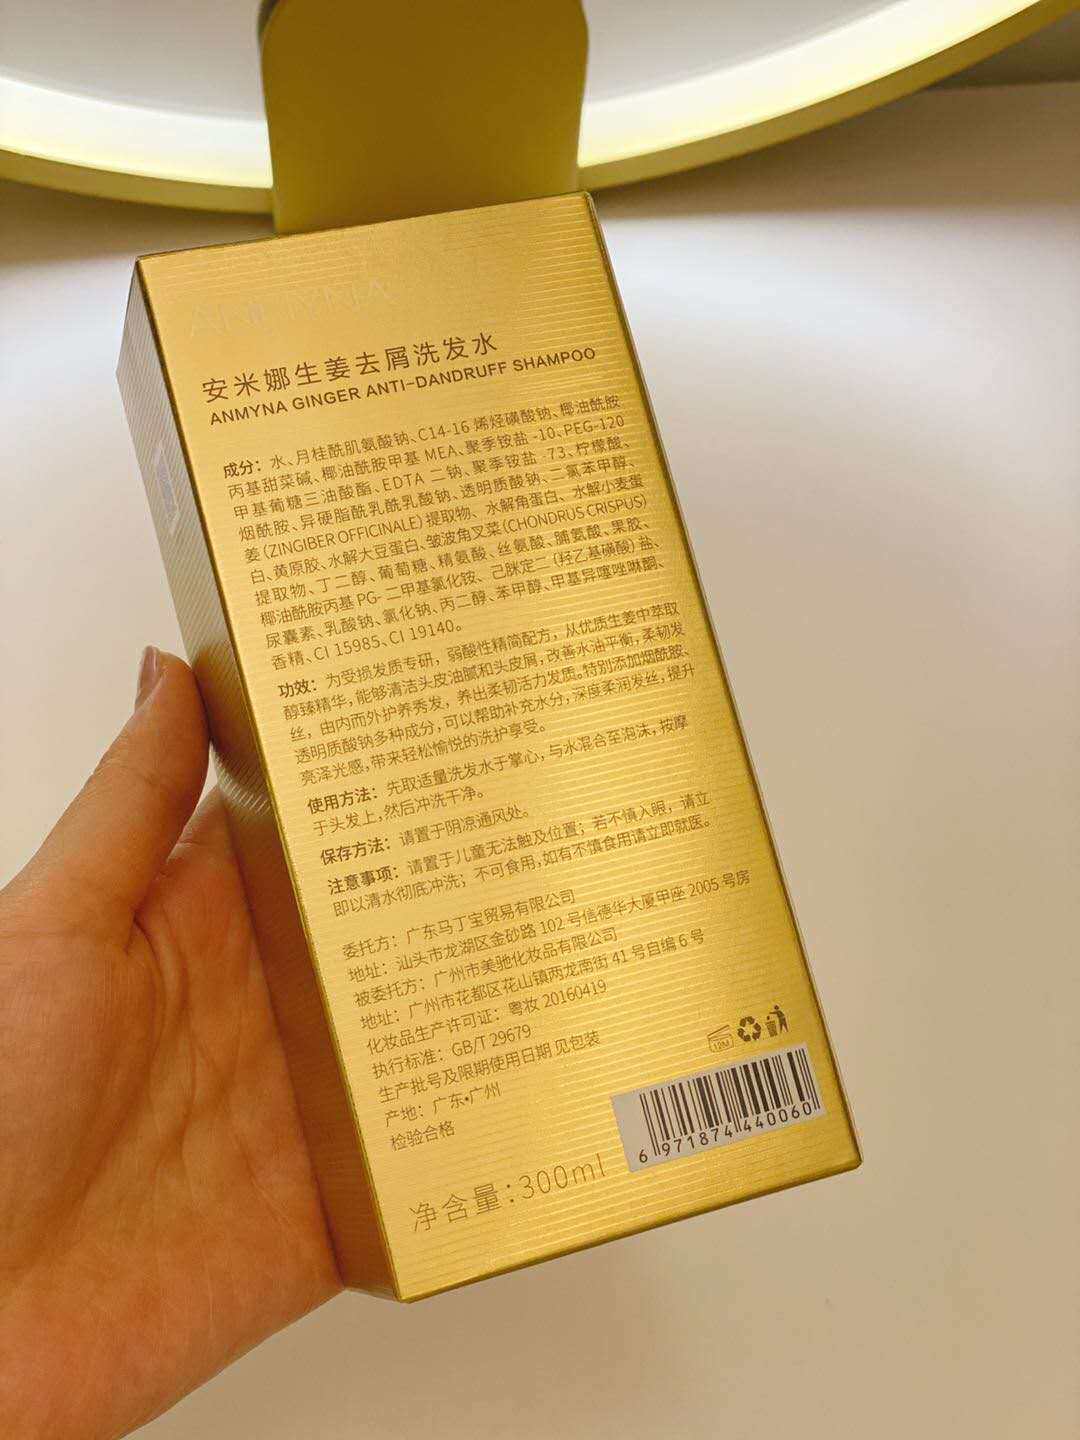 ANMYNA
安米娜生姜去屑洗发水
ANMYNA GINGER ANTI-DANDRUFF SHAMPOO
成分：水、月桂酰肌氨酸钠、C14-16 烯烃磺酸钠、椰油酰胺
丙基甜菜碱、椰油酰胺甲基 MEA、聚季铵盐 -10、PEG-120
甲基葡糖三油酸酯、EDTA 二钠、聚季铵盐 -73、柠檬酸、
烟酰胺、异硬脂酰乳酰乳酸钠、透明质酸钠、二氯苯甲醇、
姜(ZINGIBER OFFICINALE)提取物、水解角蛋白、水解小麦蛋
白、黄原胶、水解大豆蛋白、皱波角叉菜(CHONDRUS CRISPUS)
提取物、丁二醇、葡萄糖、精氨酸、丝氨酸、脯氨酸、果胶、
椰油酰胺丙基 PG- 二甲基氯化铵、己脒定二（羟乙基磺酸）盐、
尿囊素、乳酸钠、氯化钠、丙二醇、苯甲醇、甲基异噻唑啉酮、
香精、CI 15985、CI 19140。
功效：为受损发质专研，弱酸性精简配方，从优质生姜中萃取
醇臻精华，能够清洁头皮油腻和头皮屑，改善水油平衡，柔韧发
丝，由内而外护养秀发，养出柔韧活力发质。特别添加烟酰胺、
透明质酸钠多种成分，可以帮助补充水分，深度柔润发丝，提升
亮泽光感，带来轻松愉悦的洗护享受。
使用方法：先取适量洗发水于掌心，与水混合至泡沫，按摩
于头发上，然后冲洗干净。
保存方法：请置于阴凉通风处。
注意事项：请置于儿童无法触及位置；若不慎入眼，请立
即以清水彻底冲洗；不可食用，如有不慎食用请立即就医。
委托方：广东马丁宝贸易有限公司
地址：汕头市龙湖区金砂路 102 号信德华大厦甲座 2005 号房
被委托方：广州市美驰化妆品有限公司
地址：广州市花都区花山镇两龙南街 41 号自编 6 号
化妆品生产许可证：粤妆 20160419
执行标准：GB/T 29679
生产批号及限期使用日期 见包装
产地：广东•广州
检验合格
12M
6 971874 440060
净含量：300ml